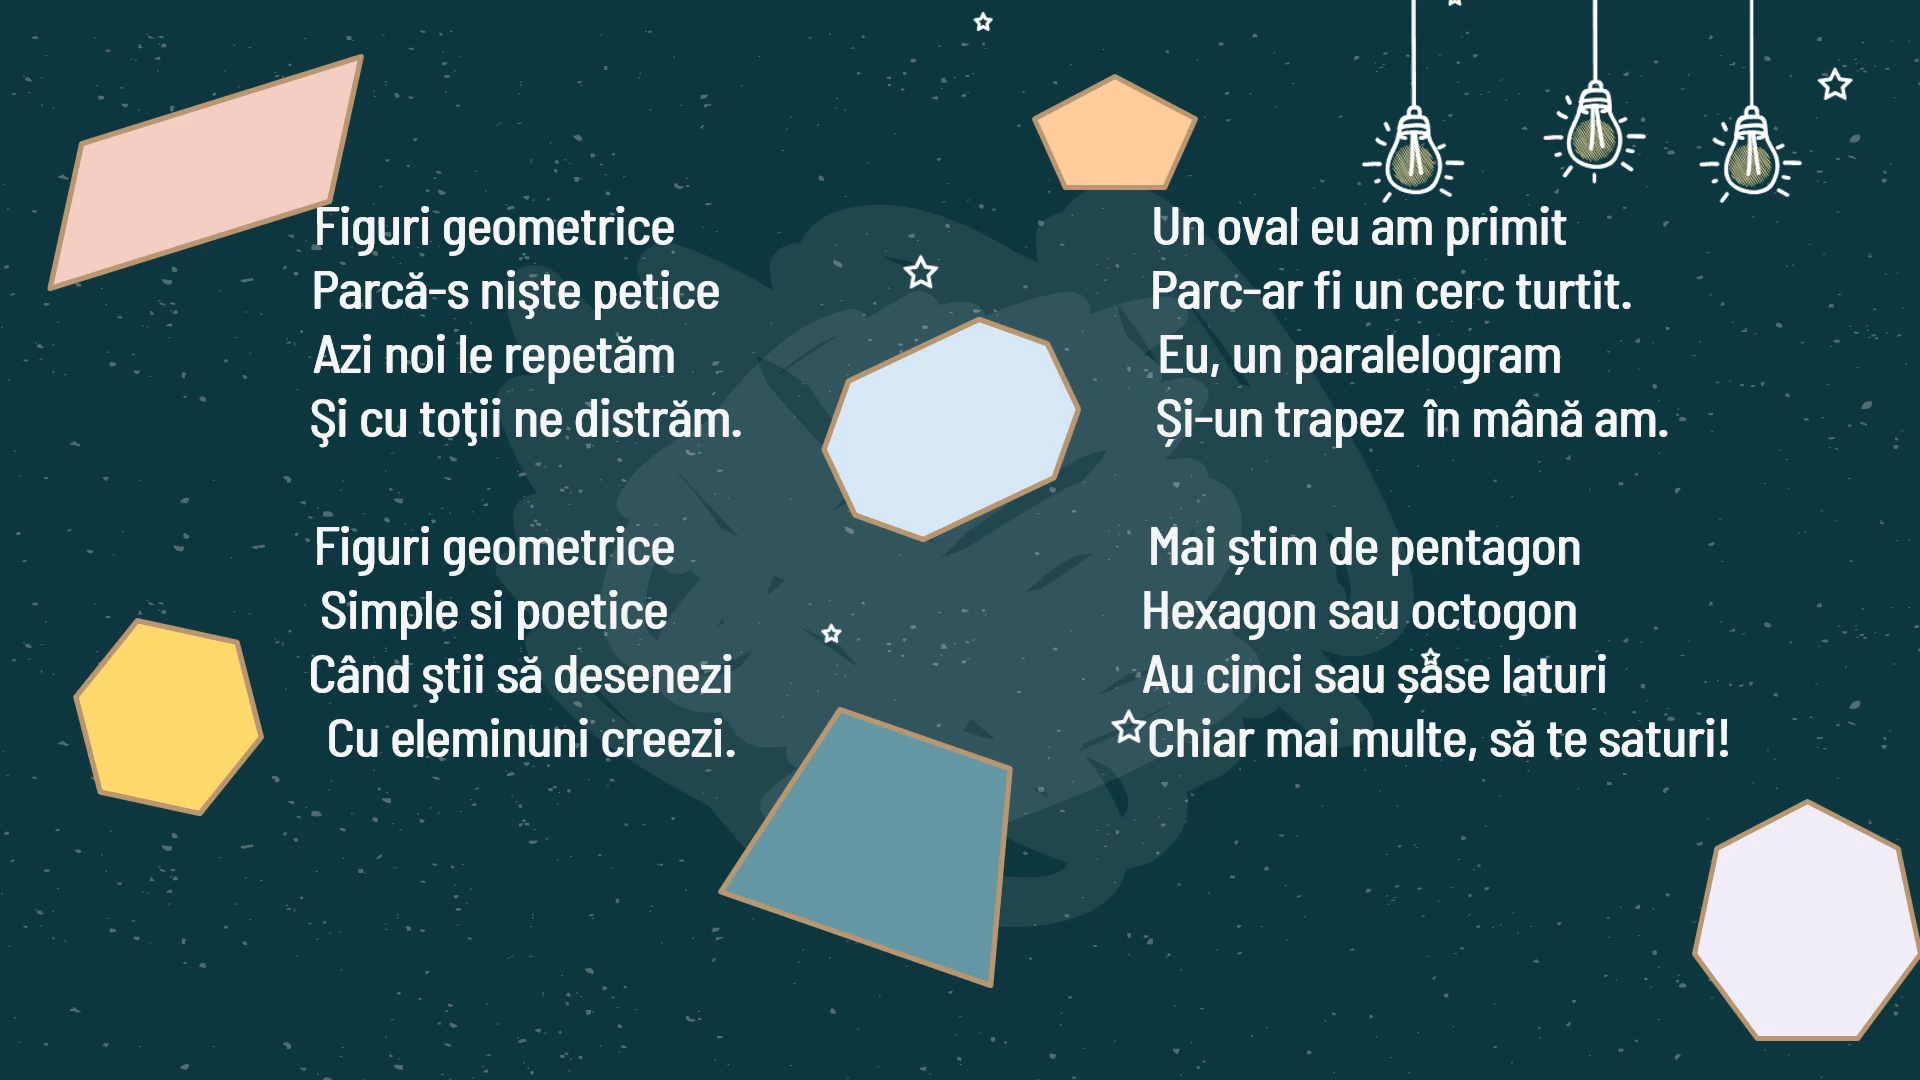 Figuri geometrice
Parcă-s nişte petice
Azi noi le repetăm
Şi cu toţii ne distrăm.

Figuri geometrice
Simple si poetice
Când ştii să desenezi
Cu eleminuni creezi.

Un oval eu am primit
Parc-ar fi un cerc turtit.
Eu, un paralelogram
Și-un trapez în mână am.

Mai știm de pentagon
Hexagon sau octogon
Au cinci sau șase laturi
Chiar mai multe, să te saturi!